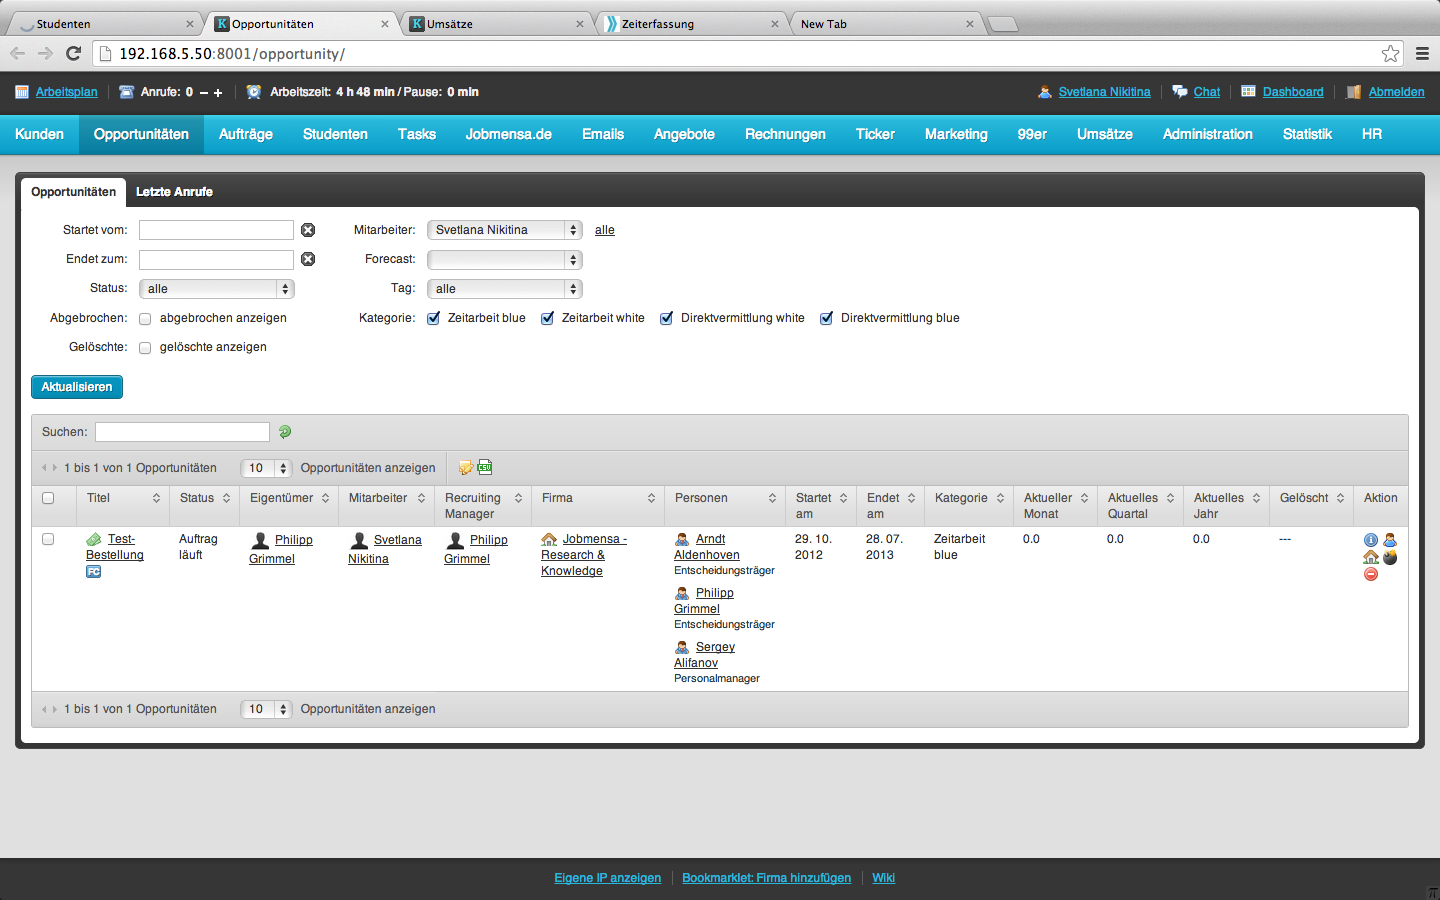 Studenten
Opportunitäten
Umsätze
Zeiterfassung
New Tab
192.168.5.50:8001/opportunity/
Arbeitsplan
Anrufe: 0 – +
Arbeitszeit: 4 h 48 min / Pause: 0 min
Svetlana Nikitina
Chat
Dashboard
Abmelden
Kunden
Opportunitäten
Aufträge
Studenten
Tasks
Jobmensa.de
Emails
Angebote
Rechnungen
Ticker
Marketing
99er
Umsätze
Administration
Statistik
HR
Opportunitäten
Letzte Anrufe
Startet vom:
Mitarbeiter: Svetlana Nikitina alle
Endet zum:
Forecast:
Status: alle
Tag: alle
Abgebrochen: abgebrochen anzeigen
Kategorie: Zeitarbeit blue Zeitarbeit white Direktvermittlung white Direktvermittlung blue
Gelöschte: gelöschte anzeigen
Aktualisieren
Suchen:
1 bis 1 von 1 Opportunitäten 10 Opportunitäten anzeigen
CSV
Titel
Status
Eigentümer
Mitarbeiter
Recruiting
Manager
Firma
Personen
Startet
am
Endet
am
Kategorie
Aktueller
Monat
Aktuelles
Quartal
Aktuelles
Jahr
Gelöscht
Aktion
Test-
Bestellung
FC
Auftrag
läuft
Philipp
Grimmel
Svetlana
Nikitina
Philipp
Grimmel
Jobmensa -
Research &
Knowledge
Arndt
Aldenhoven
Entscheidungsträger
Philipp
Grimmel
Entscheidungsträger
Sergey
Alifanov
Personalmanager
29. 10.
2012
28. 07.
2013
Zeitarbeit
blue
0.0
0.0
0.0
---
1 bis 1 von 1 Opportunitäten 10 Opportunitäten anzeigen
Eigene IP anzeigen
Bookmarklet: Firma hinzufügen
Wiki
π